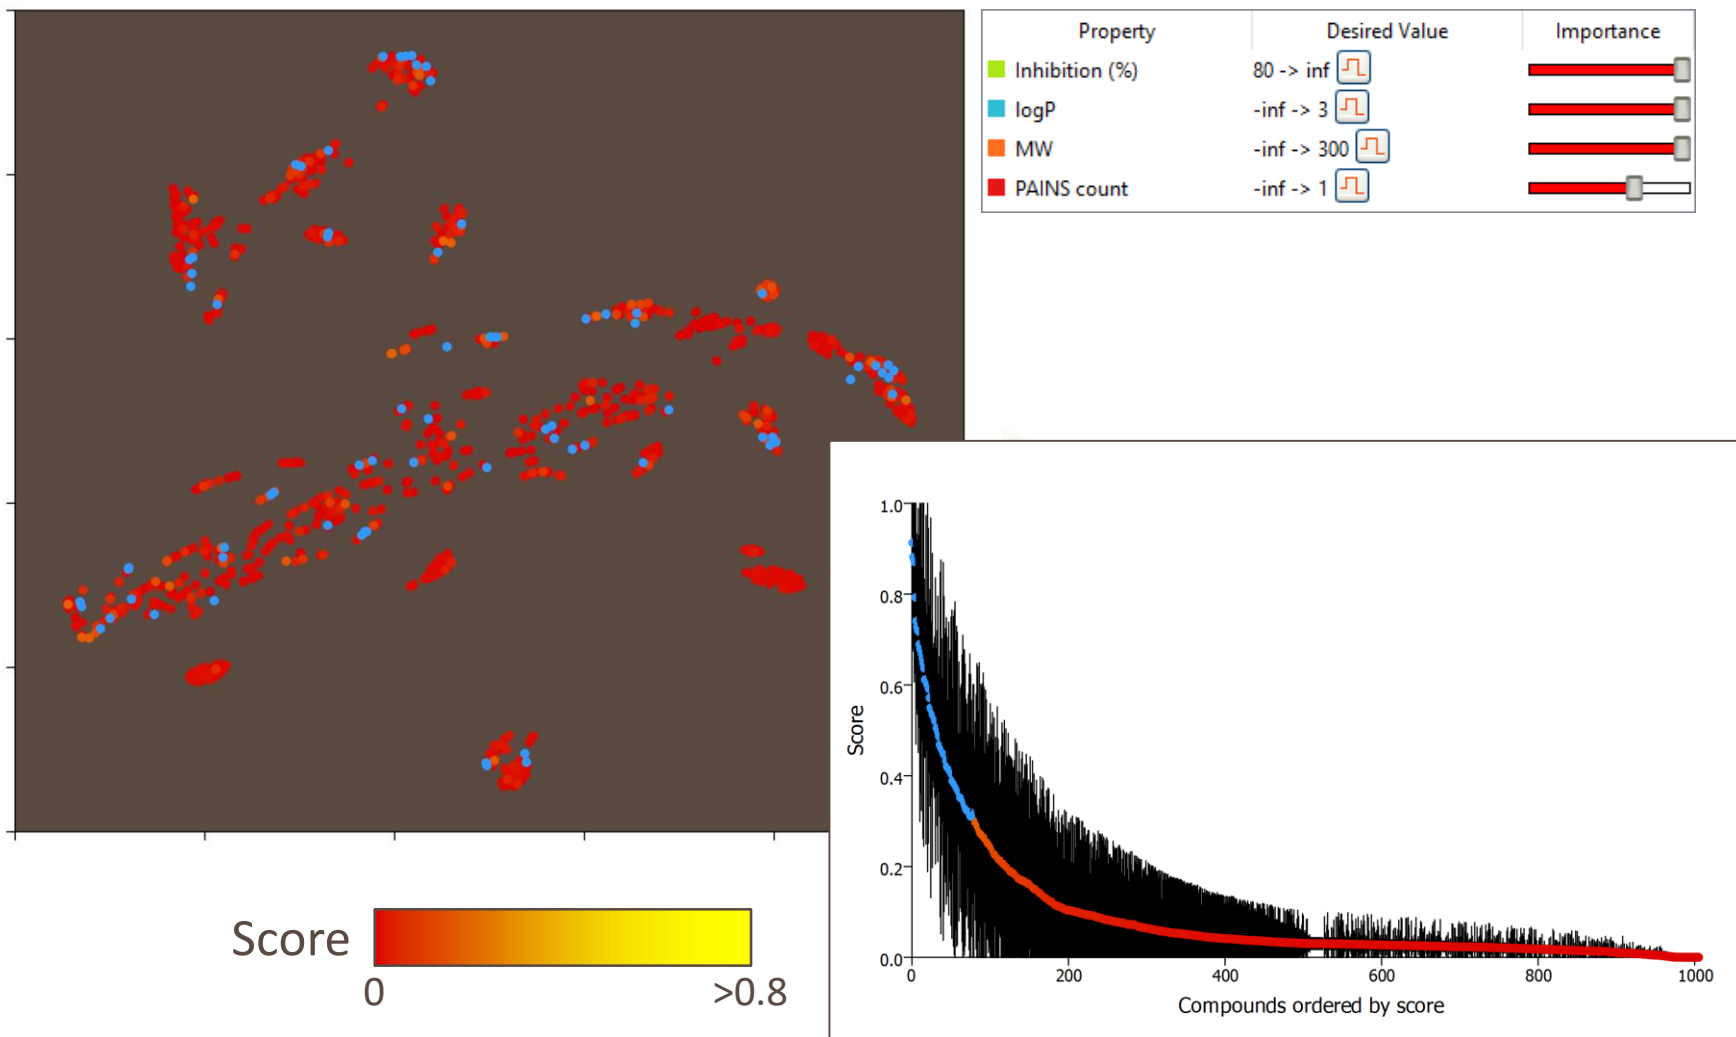 Property Desired Value Importance
Inhibition (%) 80 -> inf
logP -inf -> 3
MW -inf -> 300
PAINS count -inf -> 1
1.0
0.8
0.6
0.4
0.2
0.0
Score
0 200 400 600 800 1000
Compounds ordered by score
Score
0 >0.8